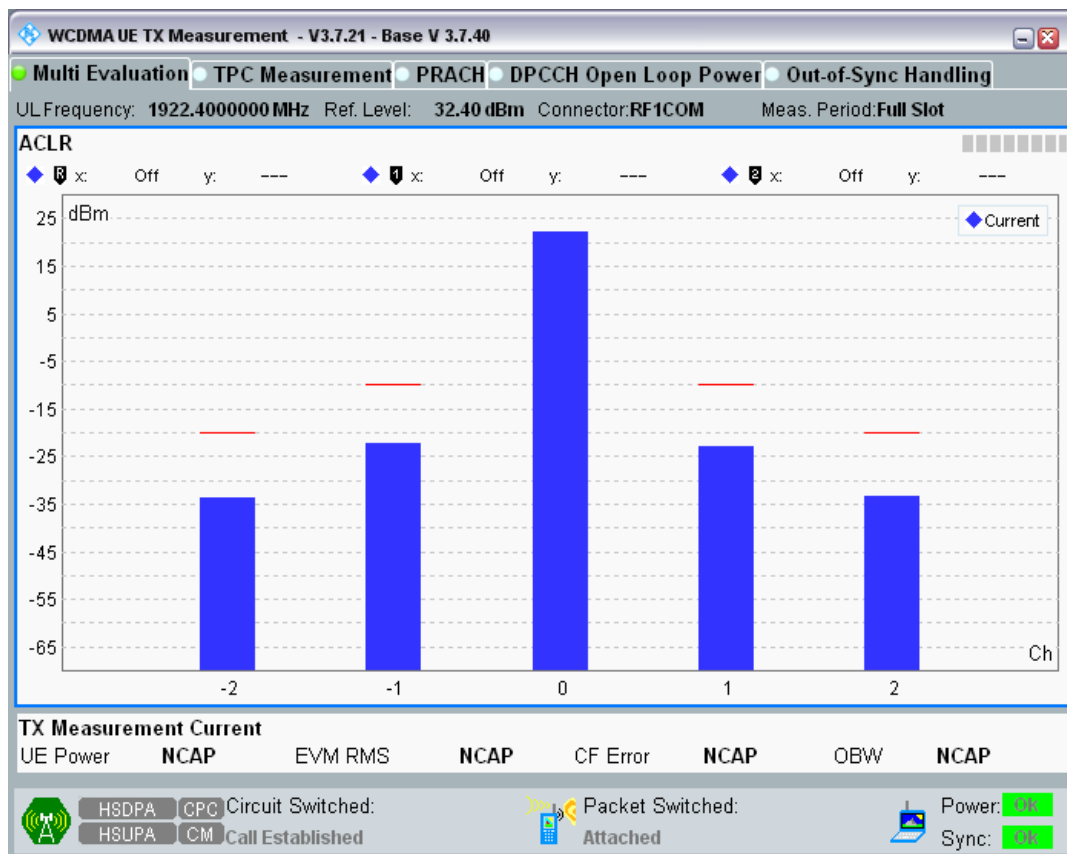 WCDMA UE TX Measurement - V3.7.21 - Base V 3.7.40
Multi Evaluation TPC Measurement PRACH DPCCH Open Loop Power Out-of-Sync Handling
UL Frequency: 1922.4000000 MHz Ref. Level: 32.40 dBm Connector:RF1COM Meas. Period:Full Slot
ACLR
R x: Off y: --- 1 x: Off y: --- 2 x: Off y: ---
dBm
Current
25
15
5
-5
-15
-25
-35
-45
-55
-65
Ch
-2 -1 0 1 2
TX Measurement Current
UE Power NCAP EVM RMS NCAP CF Error NCAP OBW NCAP
HSDPA CPC Circuit Switched: Packet Switched: Power: Ok
HSUPA CM Call Established Attached Sync: Ok